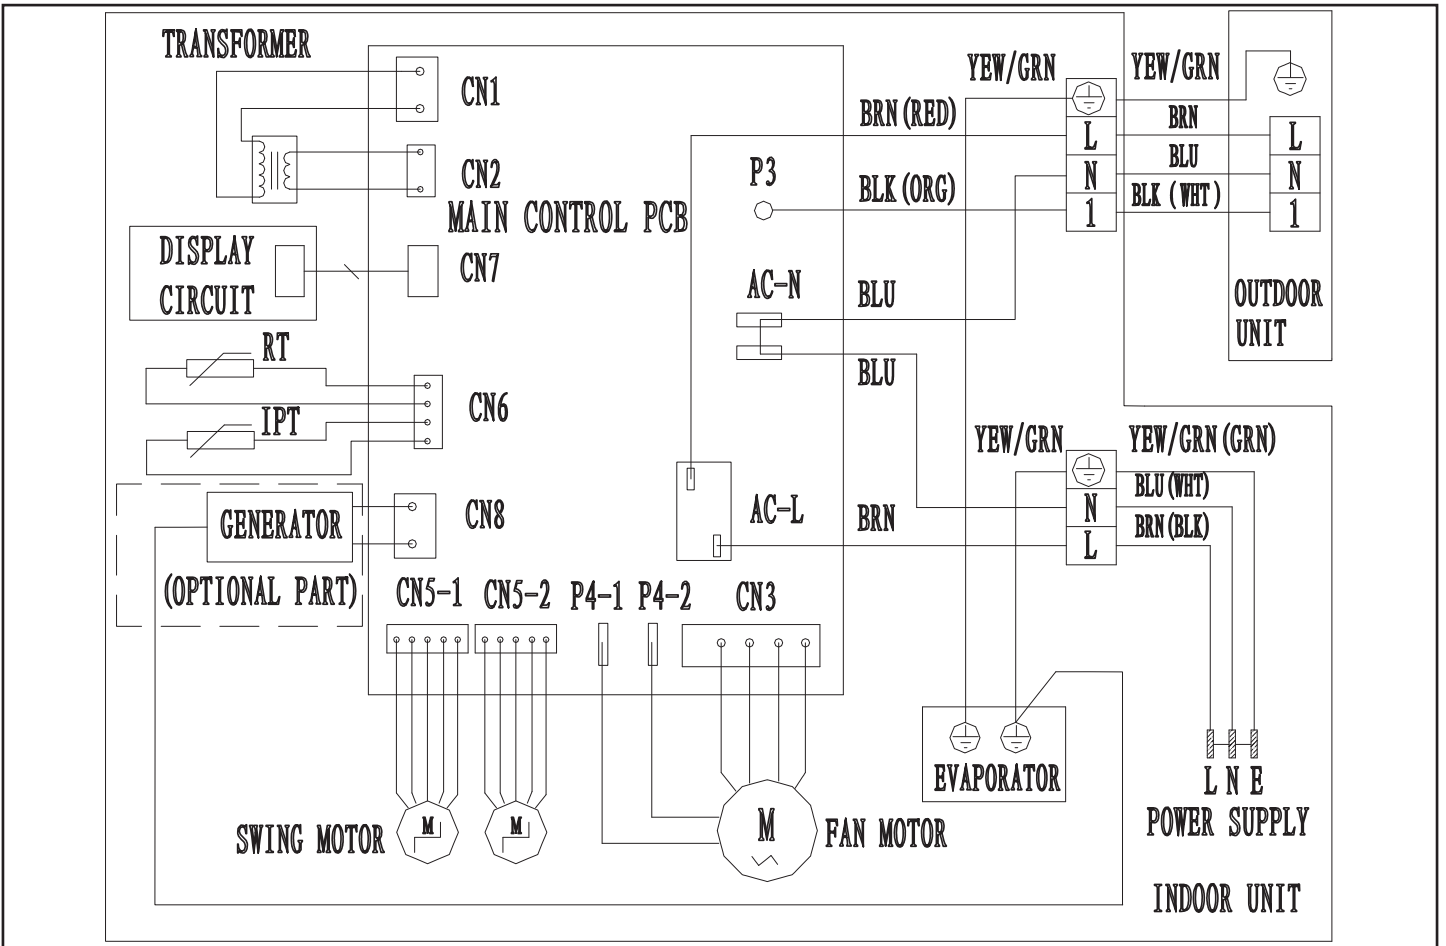 TRANSFORMER
CN1
CN2
MAIN CONTROL PCB
DISPLAY
CIRCUIT
CN7
RT
IPT
CN6
GENERATOR
(OPTIONAL PART)
CN8
CN5-1
CN5-2
P4-1
P4-2
CN3
SWING MOTOR
M
M
M
FAN MOTOR
P3
AC-N
AC-L
BRN(RED)
BLK(ORG)
BLU
BLU
BRN
YEW/GRN
L
N
1
YEW/GRN
BRN
BLU
BLK (WHT)
L
N
1
OUTDOOR
UNIT
YEW/GRN
N
L
YEW/GRN(GRN)
BLU(WHT)
BRN(BLK)
EVAPORATOR
L N E
POWER SUPPLY
INDOOR UNIT